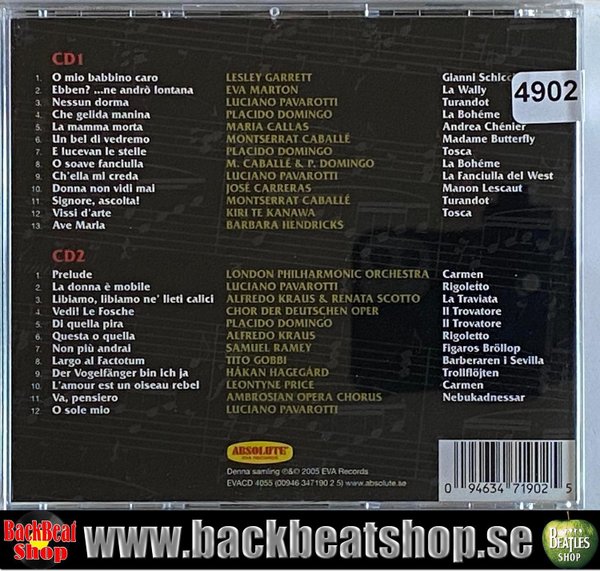 CD1
1. O mio babbino caro LESLEY GARRETT Gianni Schicc
2. Ebben? ...ne andrò lontana EVA MARTON La Wally
3. Nessun dorma LUCIANO PAVAROTTI Turandot
4. Che gelida manina PLACIDO DOMINGO La Bohéme
5. La mamma morta MARIA CALLAS Andrea Chénier
6. Un bel di vedremo MONTSERRAT CABALLÉ Madame Butterfly
7. E lucevan le stelle PLACIDO DOMINGO Tosca
8. O soave fanciulla M. CABALLÉ & P. DOMINGO La Bohéme
9. Ch'ella mi creda LUCIANO PAVAROTTI La Fanciulla del West
10. Donna non vidi mai JOSÉ CARRERAS Manon Lescaut
11. Signore, ascolta! MONTSERRAT CABALLÉ Turandot
12. Vissi d'arte KIRI TE KANAWA Tosca
13. Ave Maria BARBARA HENDRICKS
4902
CD2
1. Prelude LONDON PHILHARMONIC ORCHESTRA Carmen
2. La donna è mobile LUCIANO PAVAROTTI Rigoletto
3. Libiamo, libiamo ne' lieti calici ALFREDO KRAUS & RENATA SCOTTO La Traviata
4. Vedi! Le Fosche CHOR DER DEUTSCHEN OPER Il Trovatore
5. Di quella pira PLACIDO DOMINGO Il Trovatore
6. Questa o quella ALFREDO KRAUS Rigoletto
7. Non più andrai SAMUEL RAMEY Figaros Bröllop
8. Largo al Factotum TITO GOBBI Barberaren i Sevilla
9. Der Vogelfänger bin ich ja HÅKAN HAGEGÅRD Trollflöjten
10. L'amour est un oiseau rebel LEONTYNE PRICE Carmen
11. Va, pensiero AMBROSIAN OPERA CHORUS Nebukadnessar
12. O sole mio LUCIANO PAVAROTTI
ABSOLUTE
EVA RECORDS
Denna samling ℗&© 2005 EVA Records
EVACD 4055 (00946 347190 2 5) www.absolute.se
0 94634 71902 5
BackBeat Shop
www.backbeatshop.se
BEATLES SHOP